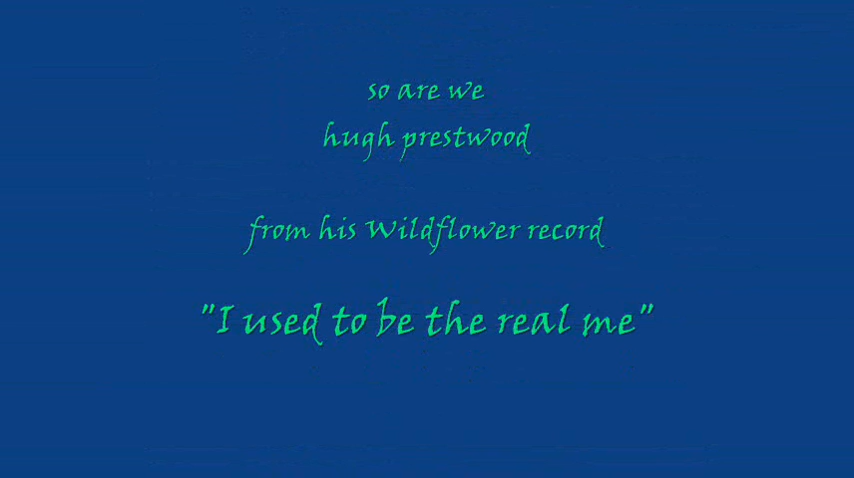 so are we
hugh prestwood
from his Wildflower record
"I used to be the real me"